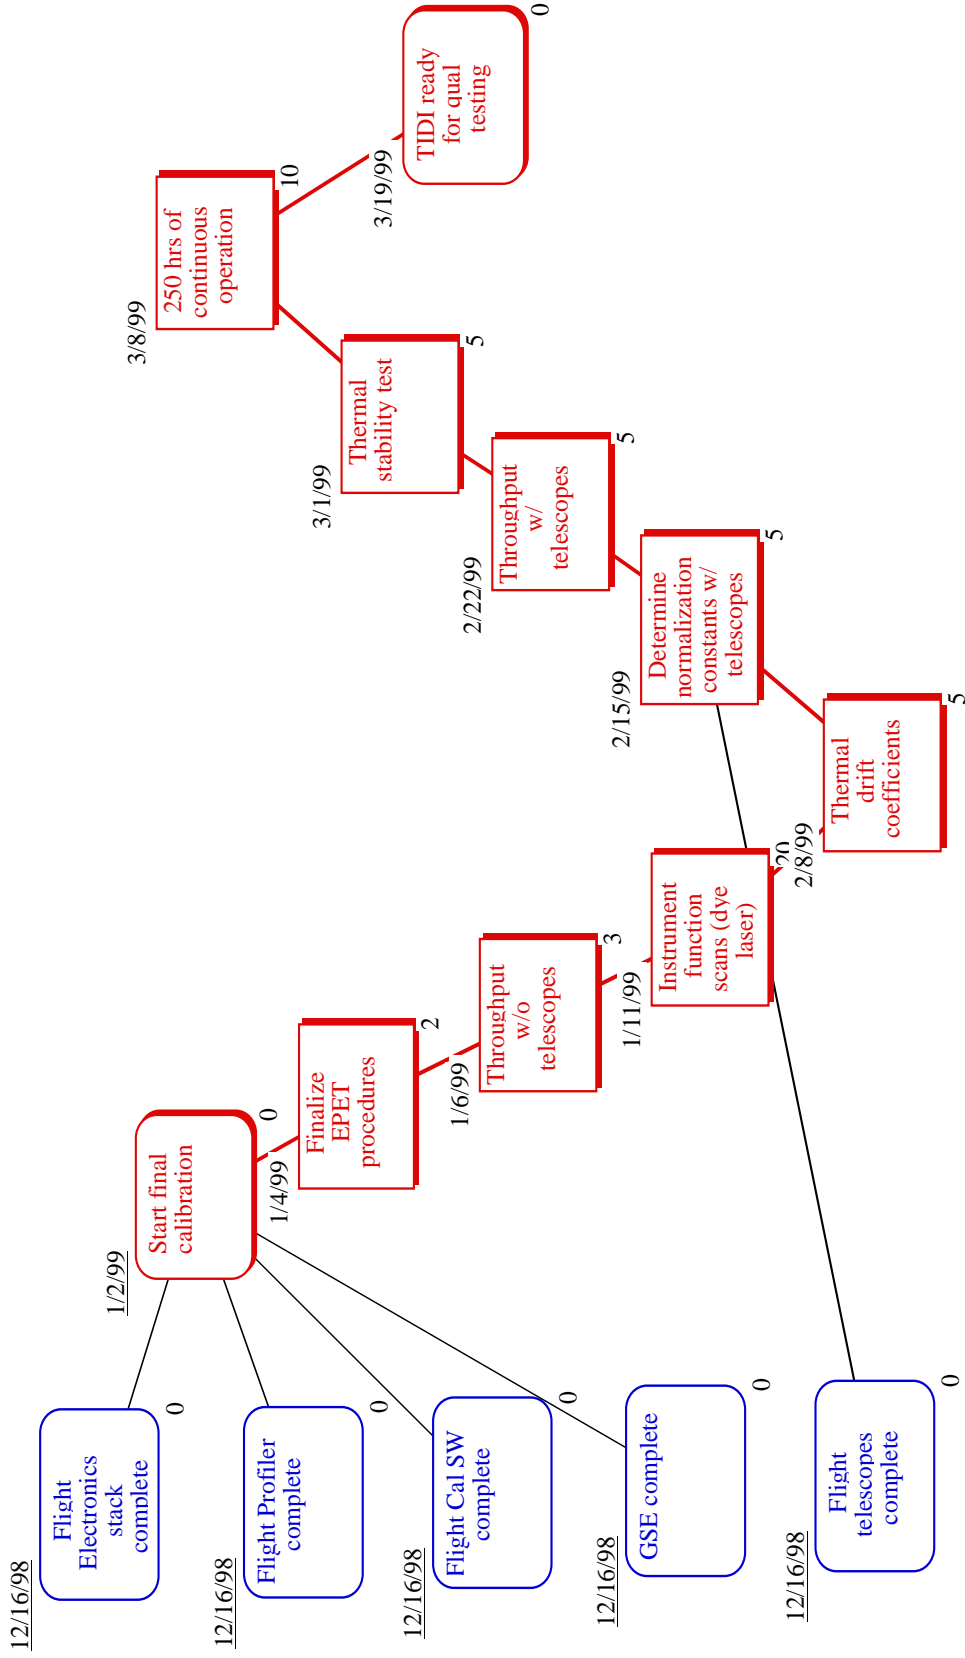 12/16/98
Flight
Electronics
stack
complete
0
12/16/98
Flight Profiler
complete
0
12/16/98
Flight Cal SW
complete
0
12/16/98
GSE complete
0
12/16/98
Flight
telescopes
complete
0
1/2/99
Start final
calibration
0
1/4/99
Finalize
EPET
procedures
2
1/6/99
Throughput
w/o
telescopes
3
1/11/99
Instrument
function
scans (dye
laser)
20
2/8/99
Thermal
drift
coefficients
5
2/15/99
Determine
normalization
constants w/
telescopes
5
2/22/99
Throughput
w/
telescopes
5
3/1/99
Thermal
stability test
5
3/8/99
250 hrs of
continuous
operation
10
3/19/99
TIDI ready
for qual
testing
0